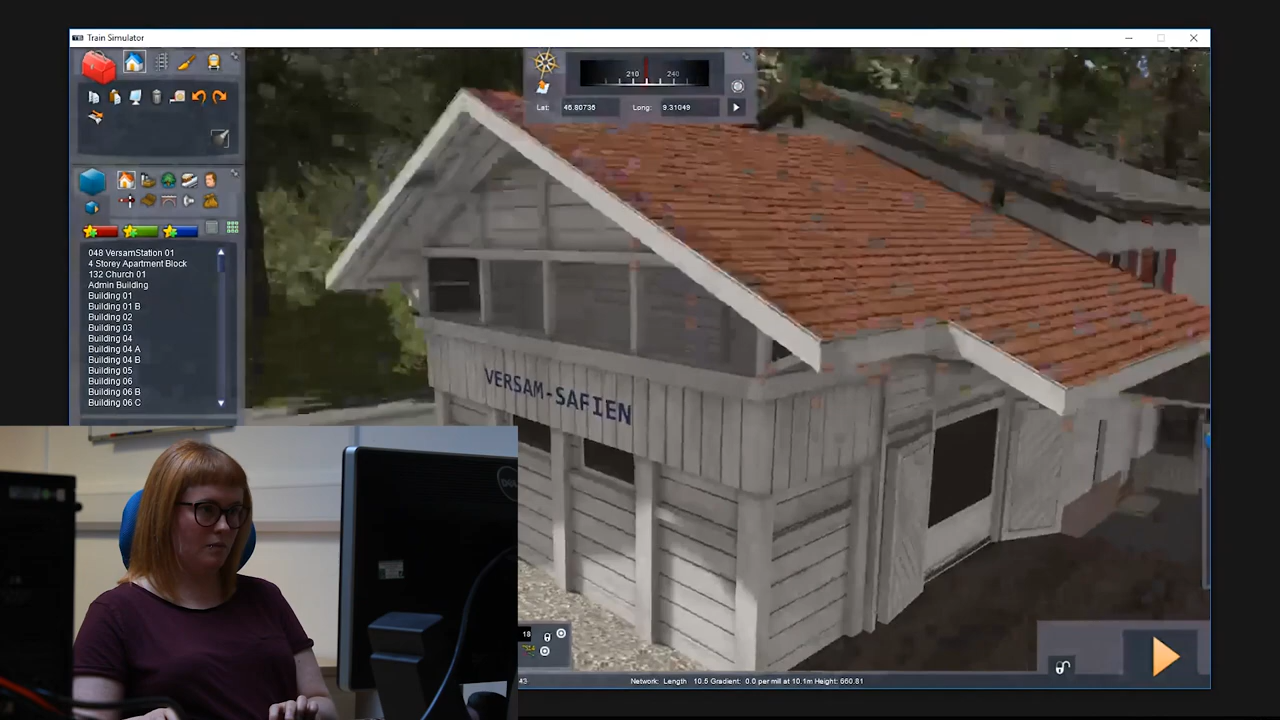 Train Simulator
210 240
Lat: 46.80736 Long: 9.31049
048 VersamStation 01
4 Storey Apartment Block
132 Church 01
Admin Building
Building 01
Building 01 B
Building 02
Building 03
Building 04
Building 04 A
Building 04 B
Building 05
Building 06
Building 06 B
Building 06 C
VERSAM-SAFIEN
DELL
18
43
Network: Length 10.5 Gradient: 0.0 per mill at 10.1m Height: 660.81